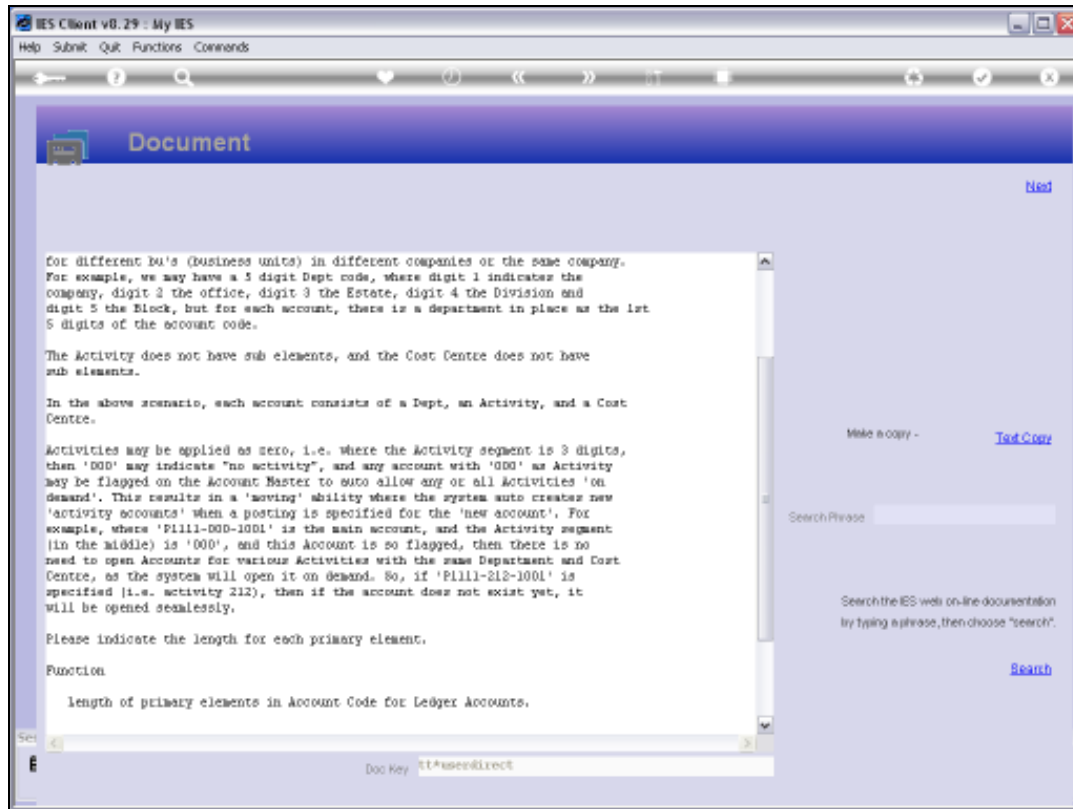 IES Client v8.29 : My IES
Help Submit Quit Functions Commands
Document
Next
for different bu's (business units) in different companies or the same company.
For example, we may have a 5 digit Dept code, where digit 1 indicates the
company, digit 2 the office, digit 3 the Estate, digit 4 the Division and
digit 5 the Block, but for each account, there is a department in place as the 1st
5 digits of the account code.
The Activity does not have sub elements, and the Cost Centre does not have
sub elements.
In the above scenario, each account consists of a Dept, an Activity, and a Cost
Centre.
Activities may be applied as zero, i.e. where the Activity segment is 3 digits,
then '000' may indicate "no activity", and any account with '000' as Activity
may be flagged on the Account Master to auto allow any or all Activities 'on
demand'. This results in a 'moving' ability where the system auto creates new
'activity accounts' when a posting is specified for the 'new account'. For
example, where 'P1111-000-1001' is the main account, and the Activity segment
(in the middle) is '000', and this Account is so flagged, then there is no
need to open Accounts for various Activities with the same Department and Cost
Centre, as the system will open it on demand. So, if 'P1111-212-1001' is
specified (i.e. activity 212), then if the account does not exist yet, it
will be opened seamlessly.
Please indicate the length for each primary element.
Function
length of primary elements in Account Code for Ledger Accounts.
Make a copy -
Text Copy
Search Phrase
Search the IES web on-line documentation
by typing a phrase, then choose "search".
Search
Doc Key tt*userdirect